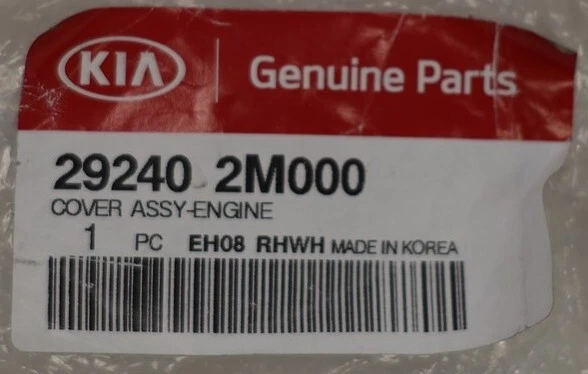 KIA Genuine Parts
29240 2M000
COVER ASSY-ENGINE
1 PC EH08 RHWH MADE IN KOREA